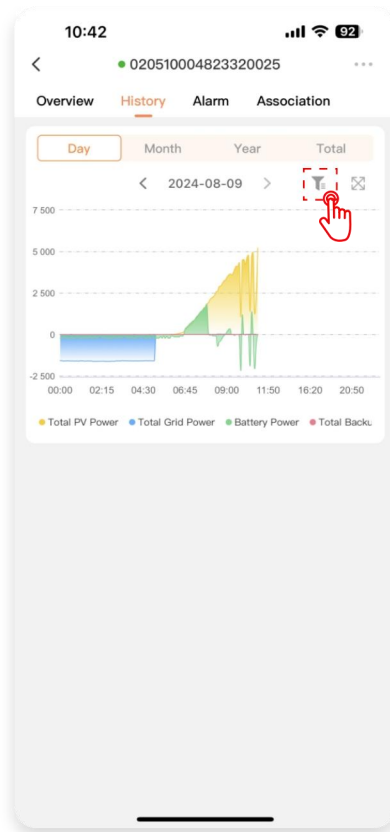 10:42 92
020510004823320025
Overview History Alarm Association
Day Month Year Total
2024-08-09
7 500
5 000
2 500
0
-2 500
00:00 02:15 04:30 06:45 09:00 11:50 16:20 20:50
Total PV Power Total Grid Power Battery Power Total Backu